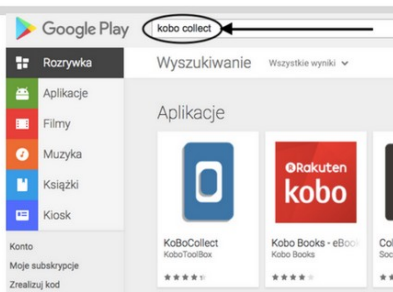 Google Play
kobo collect
Rozrywka
Wyszukiwanie
Wszystkie wyniki
Aplikacje
Filmy
Muzyka
Książki
Kiosk
Konto
Moje subskrypcje
Zrealizuj kod
Aplikacje
KoBoCollect
KoBoToolBox
Rakuten
kobo
Kobo Books - eBook
Kobo Books